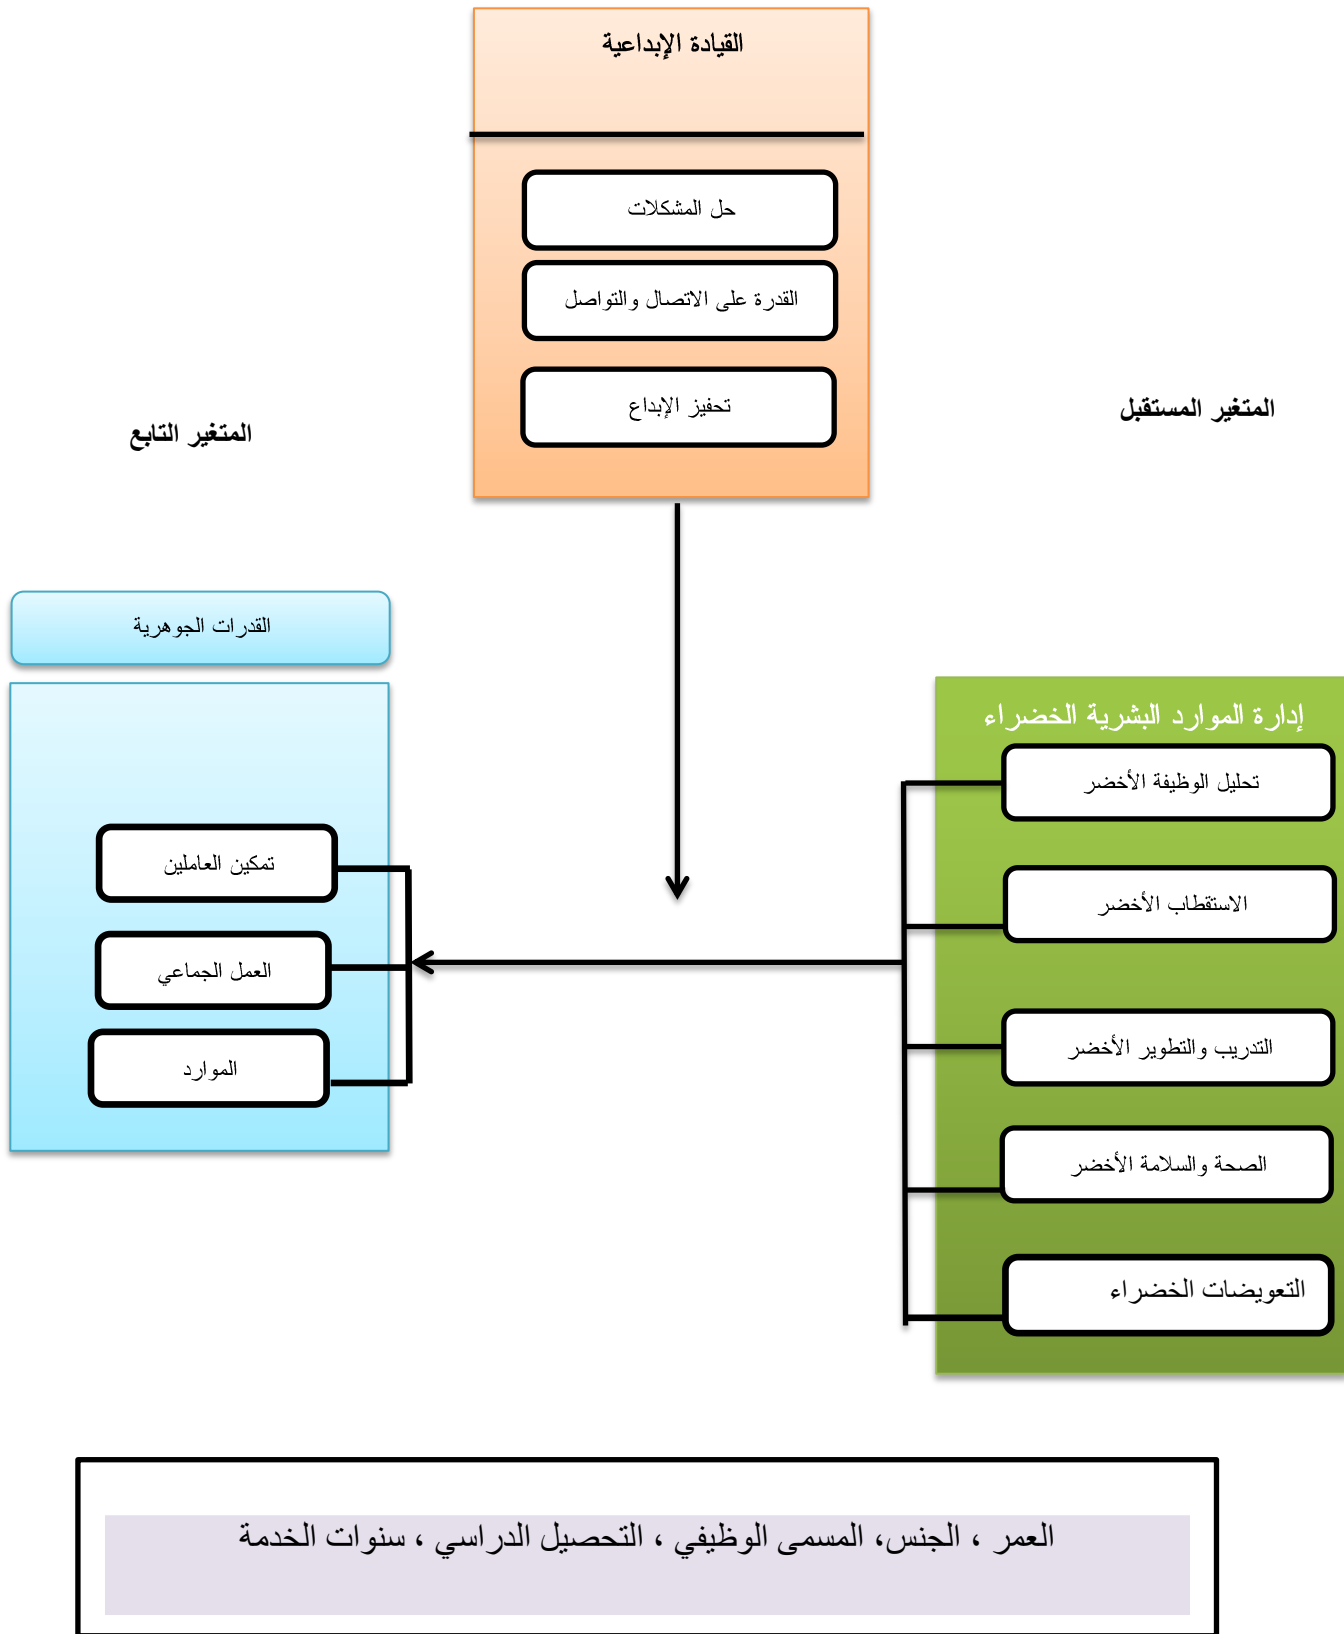 القيادة الإبداعية
حل المشكلات
القدرة على الاتصال والتواصل
تحفيز الإبداع
المتغير المستقبل
المتغير التابع
إدارة الموارد البشرية الخضراء
تحليل الوظيفة الأخضر
الاستقطاب الأخضر
التدريب والتطوير الأخضر
الصحة والسلامة الأخضر
التعويضات الخضراء
القدرات الجوهرية
تمكين العاملين
العمل الجماعي
الموارد
العمر ، الجنس، المسمى الوظيفي ، التحصيل الدراسي ، سنوات الخدمة